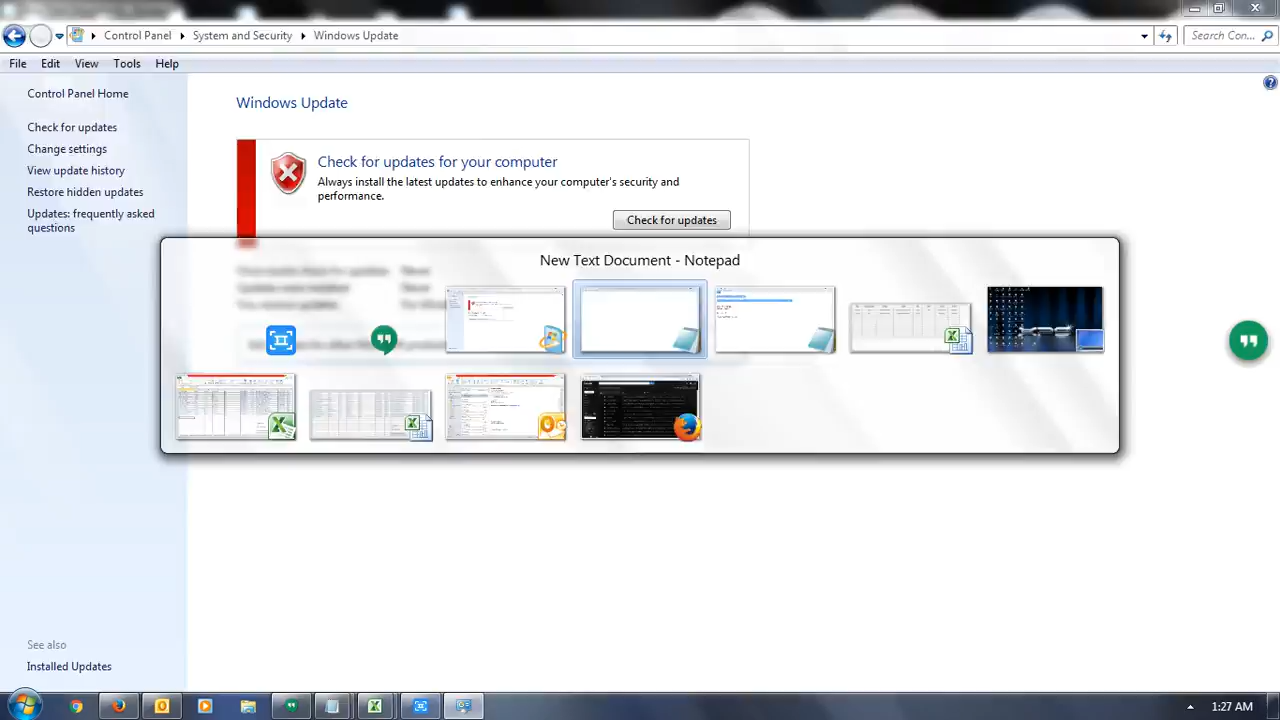 Control Panel System and Security Windows Update
Search Con...
File Edit View Tools Help
Control Panel Home
Check for updates
Change settings
View update history
Restore hidden updates
Updates: frequently asked
questions
Windows Update
Check for updates for your computer
Always install the latest updates to enhance your computer's security and
performance.
Check for updates
New Text Document - Notepad
See also
Installed Updates
1:27 AM